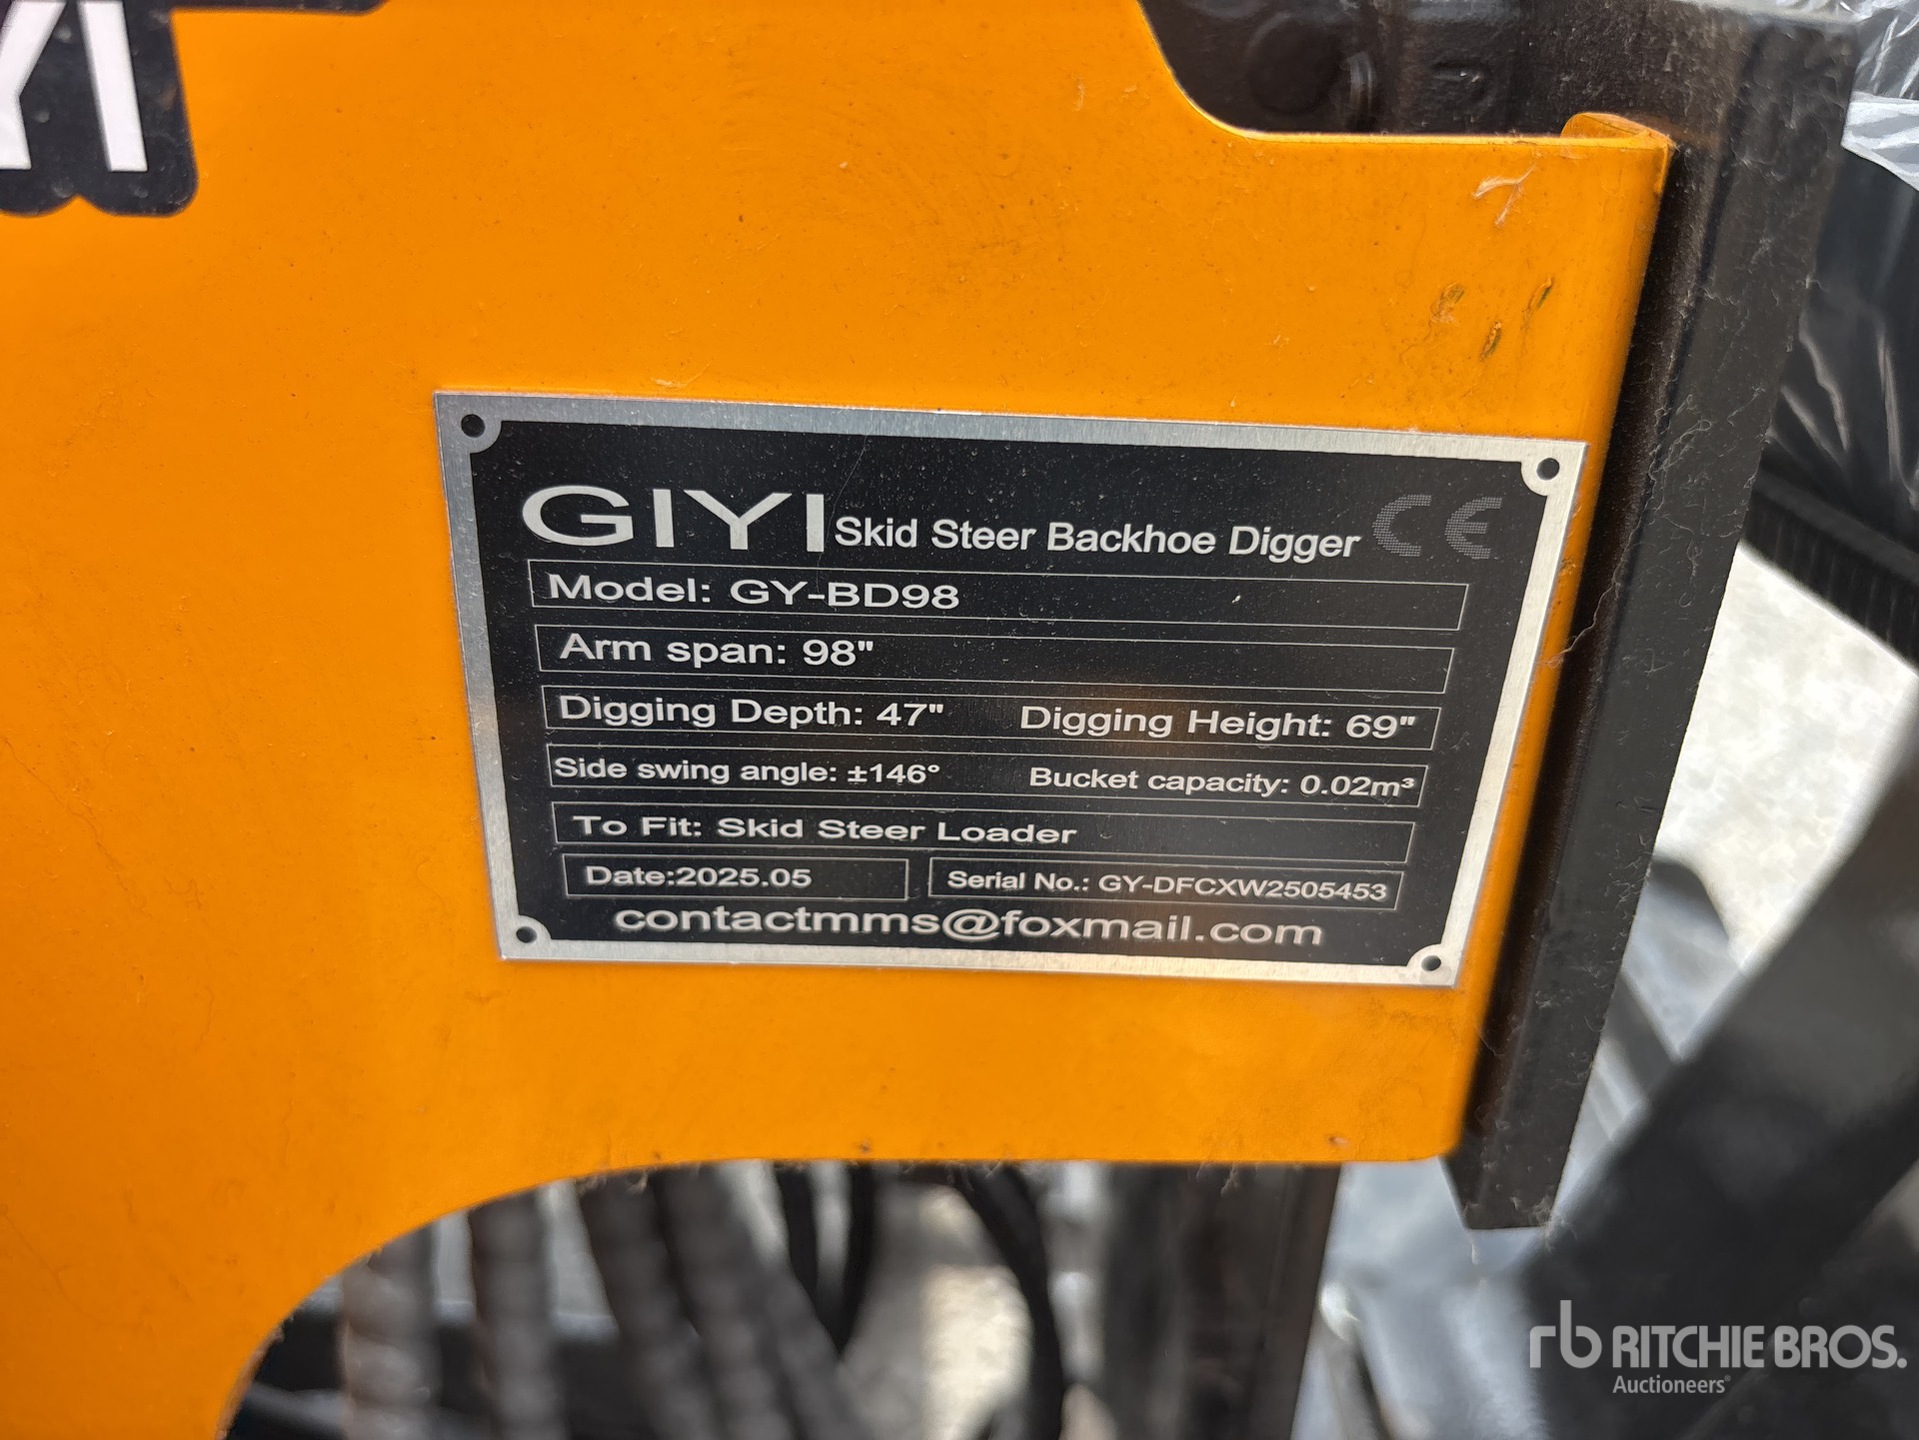 YI
GIYI Skid Steer Backhoe Digger CE
Model: GY-BD98
Arm span: 98"
Digging Depth: 47" Digging Height: 69"
Side swing angle: ±146° Bucket capacity: 0.02m³
To Fit: Skid Steer Loader
Date:2025.05 Serial No.: GY-DFCXW2505453
contactmms@foxmail.com
rb RITCHIE BROS.
Auctioneers®